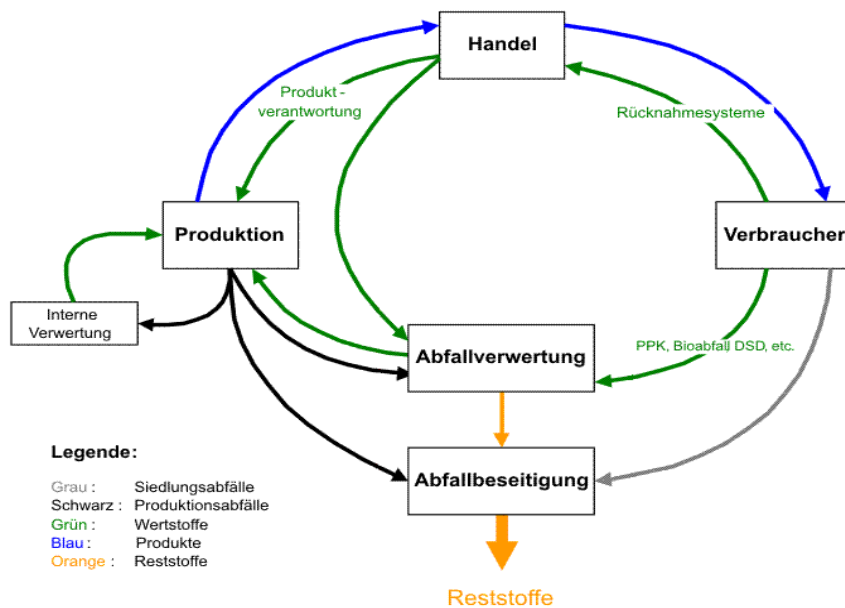 Handel
Produkt -
verantwortung
Rücknahmesysteme
Produktion
Verbraucher
Interne
Verwertung
Abfallverwertung
PPK, Bioabfall DSD, etc.
Abfallbeseitigung
Legende:
Grau : Siedlungsabfälle
Schwarz : Produktionsabfälle
Grün : Wertstoffe
Blau : Produkte
Orange : Reststoffe
Reststoffe